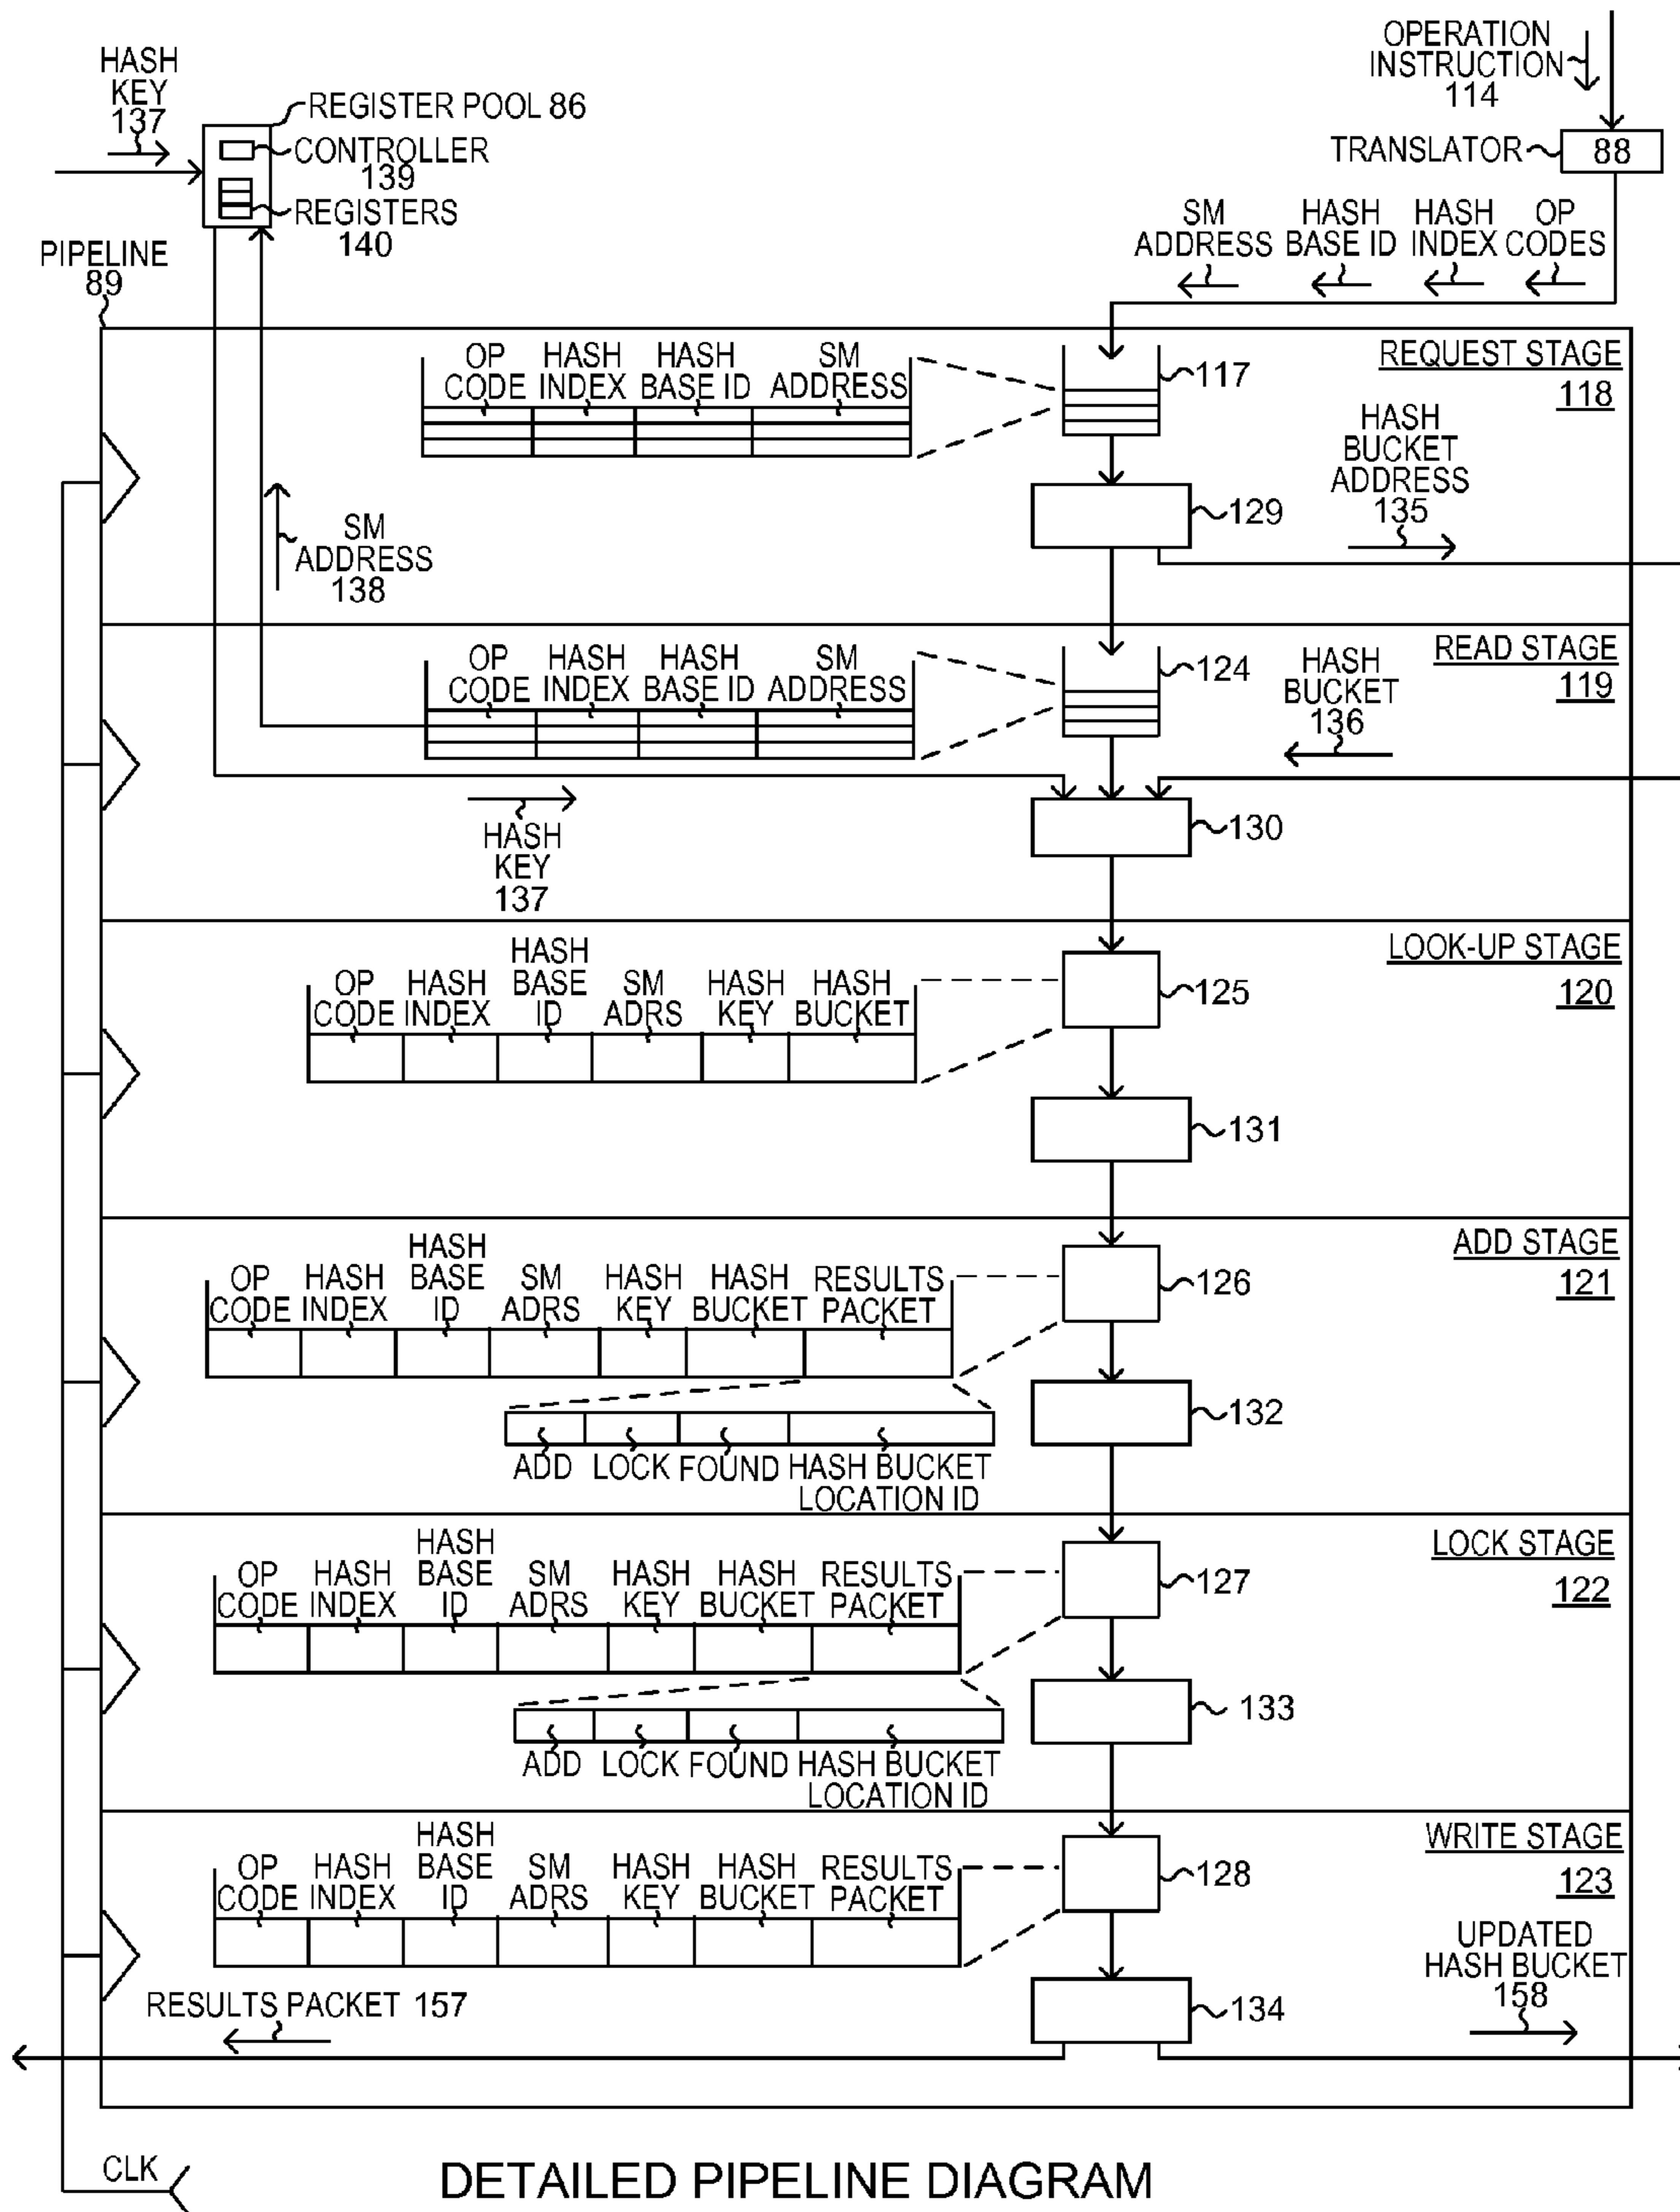 HASH
KEY
137
REGISTER POOL 86
CONTROLLER
139
REGISTERS
140
OPERATION
INSTRUCTION
114
TRANSLATOR 88
SM
ADDRESS
HASH
BASE ID
HASH
INDEX
OP
CODES
PIPELINE
89
REQUEST STAGE
118
OP
CODE
HASH
INDEX
HASH
BASE ID
SM
ADDRESS
117
HASH
BUCKET
ADDRESS
135
129
SM
ADDRESS
138
READ STAGE
119
OP
CODE
HASH
INDEX
HASH
BASE ID
SM
ADDRESS
124
HASH
BUCKET
136
HASH
KEY
137
130
LOOK-UP STAGE
120
OP
CODE
HASH
INDEX
HASH
BASE
ID
SM
ADRS
HASH
KEY
HASH
BUCKET
125
131
ADD STAGE
121
OP
CODE
HASH
INDEX
HASH
BASE
ID
SM
ADRS
HASH
KEY
HASH
BUCKET
RESULTS
PACKET
126
132
ADD
LOCK
FOUND
HASH BUCKET
LOCATION ID
LOCK STAGE
122
OP
CODE
HASH
INDEX
HASH
BASE
ID
SM
ADRS
HASH
KEY
HASH
BUCKET
RESULTS
PACKET
127
133
ADD
LOCK
FOUND
HASH BUCKET
LOCATION ID
WRITE STAGE
123
OP
CODE
HASH
INDEX
HASH
BASE
ID
SM
ADRS
HASH
KEY
HASH
BUCKET
RESULTS
PACKET
128
UPDATED
HASH BUCKET
158
RESULTS PACKET 157
134
CLK
DETAILED PIPELINE DIAGRAM